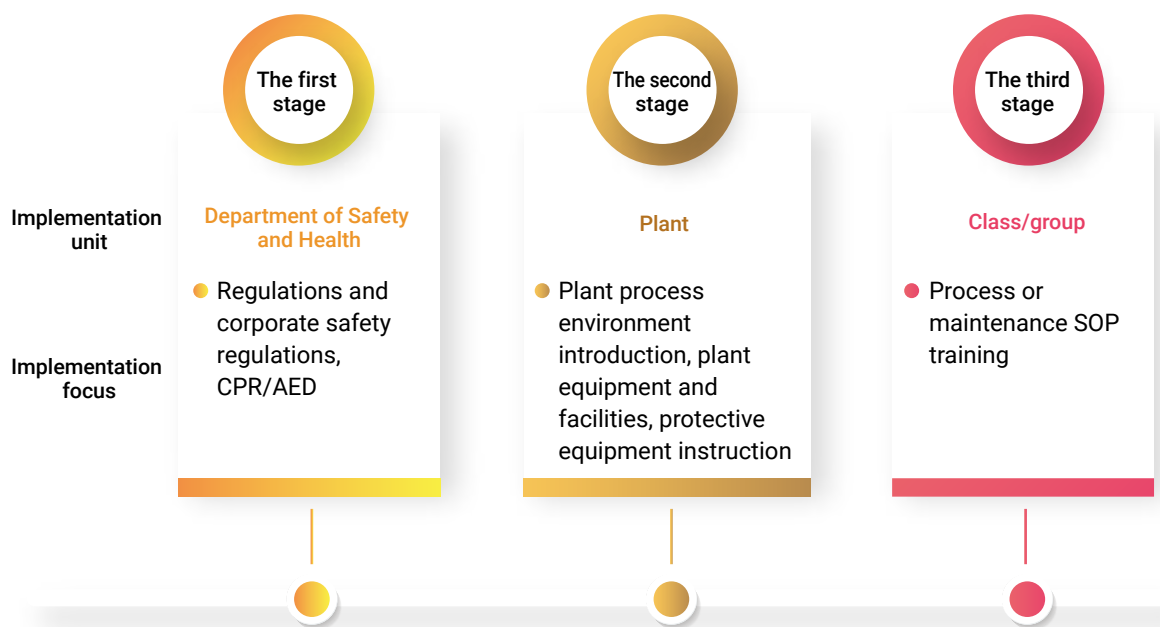 The first
stage
The second
stage
The third
stage
Implementation
unit
Department of Safety
and Health
Plant
Class/group
Implementation
focus
Regulations and
corporate safety
regulations,
CPR/AED
Plant process
environment
introduction, plant
equipment and
facilities, protective
equipment instruction
Process or
maintenance SOP
training